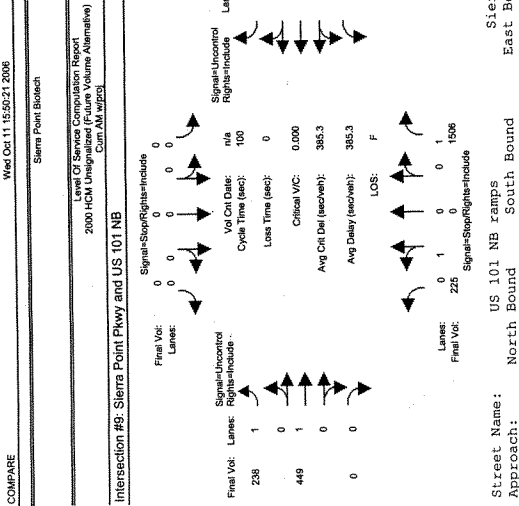 COMPARE Wed Oct 11 15:50:21 2006
Sierra Point Biotech
Level Of Service Computation Report
2000 HCM Unsignalized (Future Volume Alternative)
Cum AM w/proj
Intersection #9: Sierra Point Pkwy and US 101 NB
Signal=Stop/Rights=Include
Final Vol: 0 0 0
Lanes: 0 0 0 0 0
Signal=Uncontrol
Rights=Include
Final Vol: Lanes:
238 1
0
449 1
0
0 0
Vol Cnt Date: n/a
Cycle Time (sec): 100
Loss Time (sec): 0
Critical V/C: 0.000
Avg Crit Del (sec/veh): 385.3
Avg Delay (sec/veh): 385.3
LOS: F
Signal=Uncontrol
Rights=Include
Lanes: 0 1 0 0 1
Final Vol: 225 0 1506
Signal=Stop/Rights=Include
Street Name: US 101 NB ramps
Approach: North Bound South Bound East